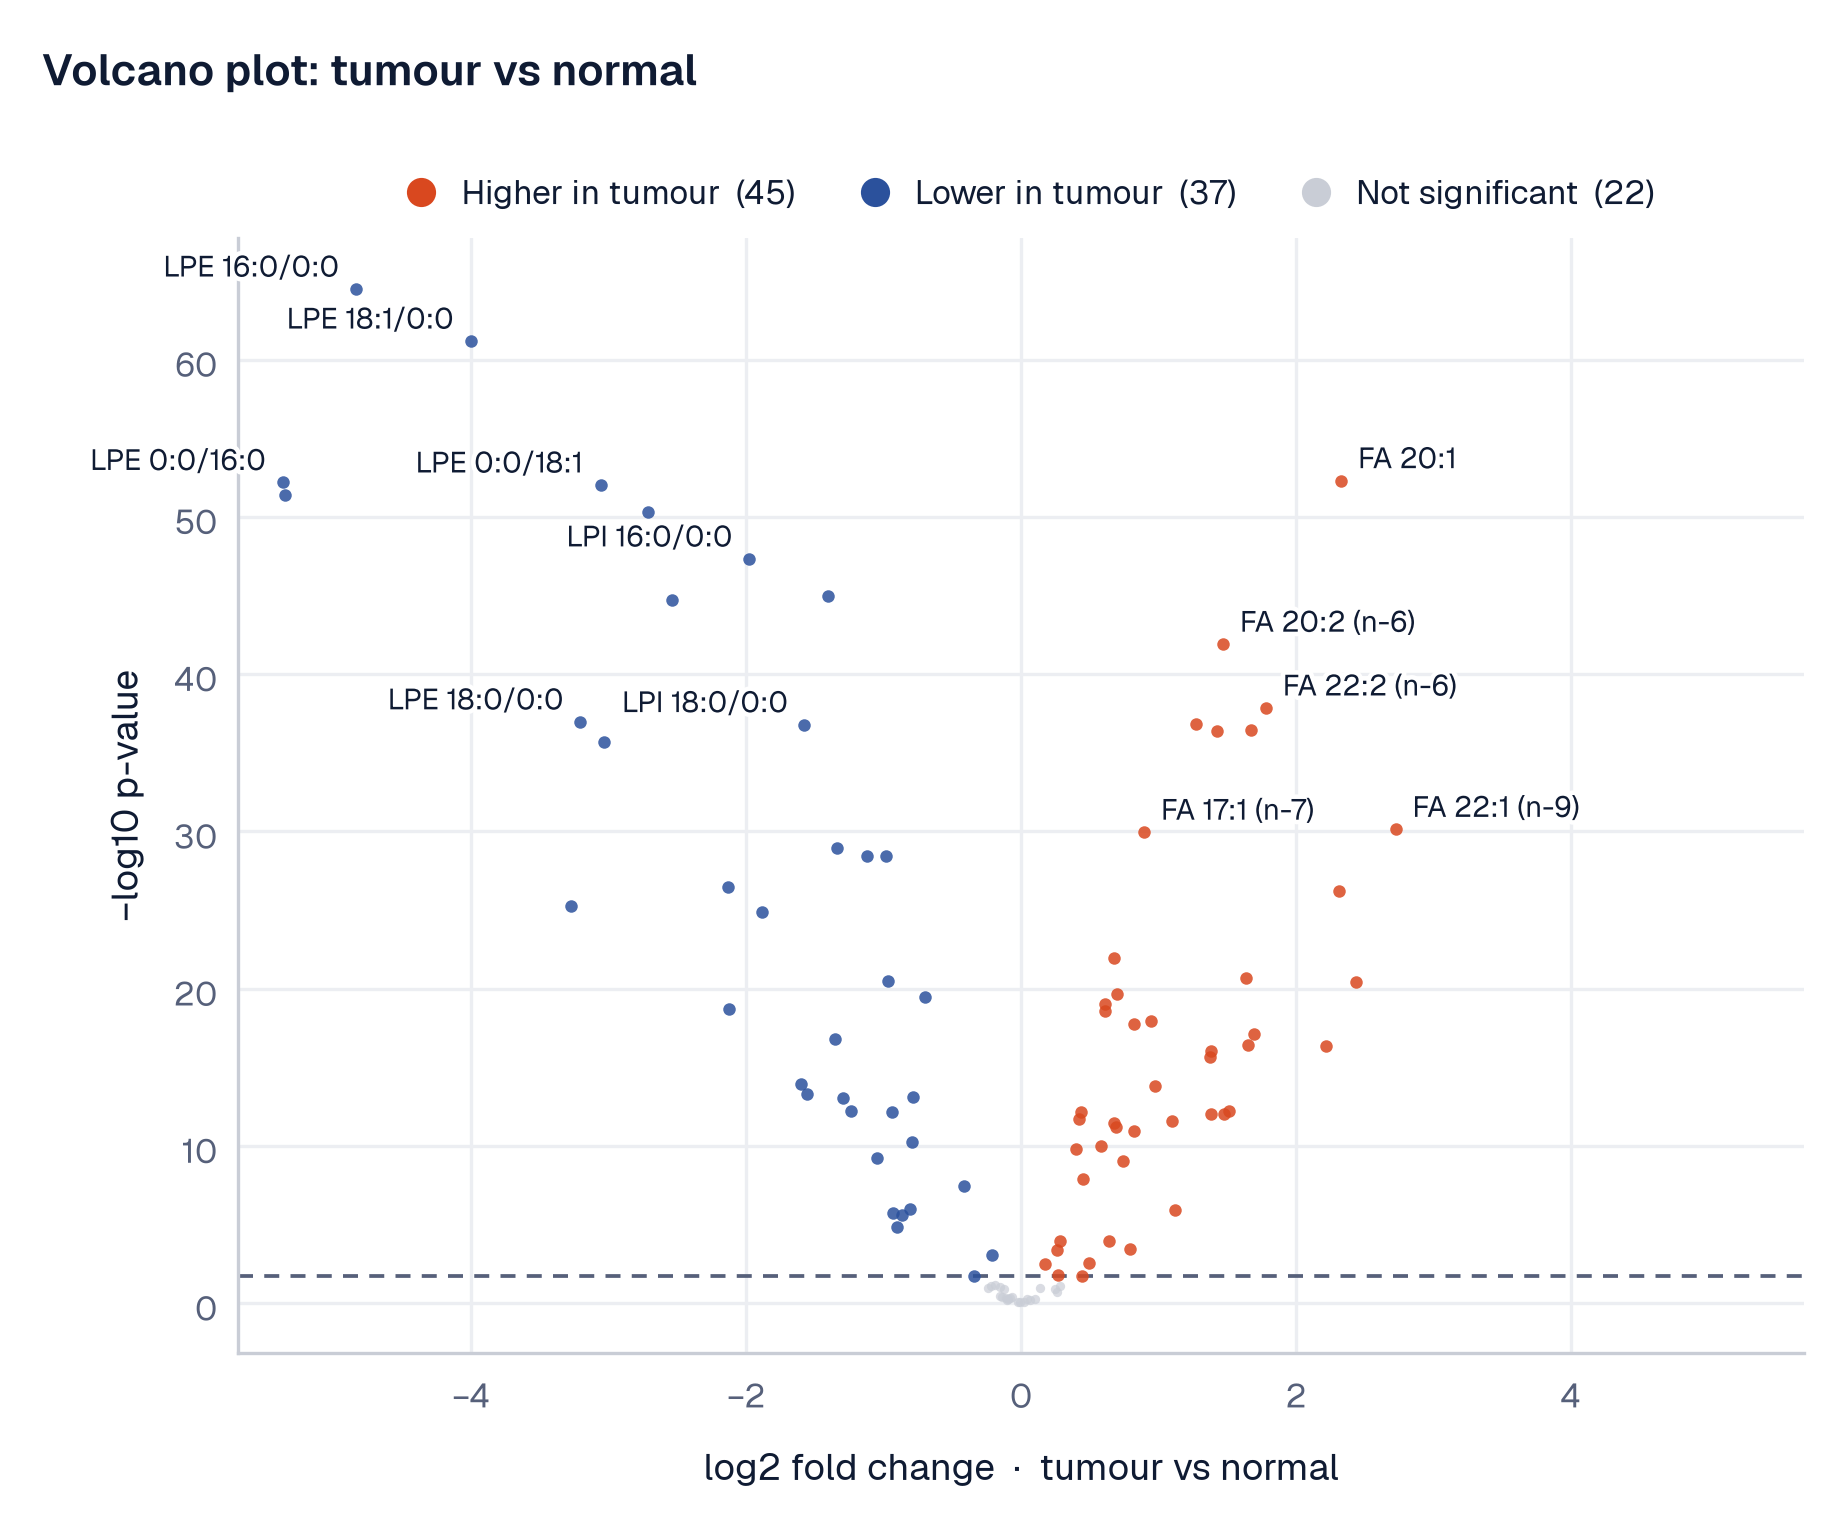 Volcano plot: tumour vs normal
Higher in tumour (45)
Lower in tumour (37)
Not significant (22)
LPE 16:0/0:0
LPE 18:1/0:0
60
LPE 0:0/16:0
LPE 0:0/18:1
FA 20:1
50
LPI 16:0/0:0
FA 20:2 (n-6)
40
FA 22:2 (n-6)
LPE 18:0/0:0
LPI 18:0/0:0
FA 17:1 (n-7)
FA 22:1 (n-9)
30
20
10
0
−log10 p-value
−4
−2
0
2
4
log2 fold change · tumour vs normal